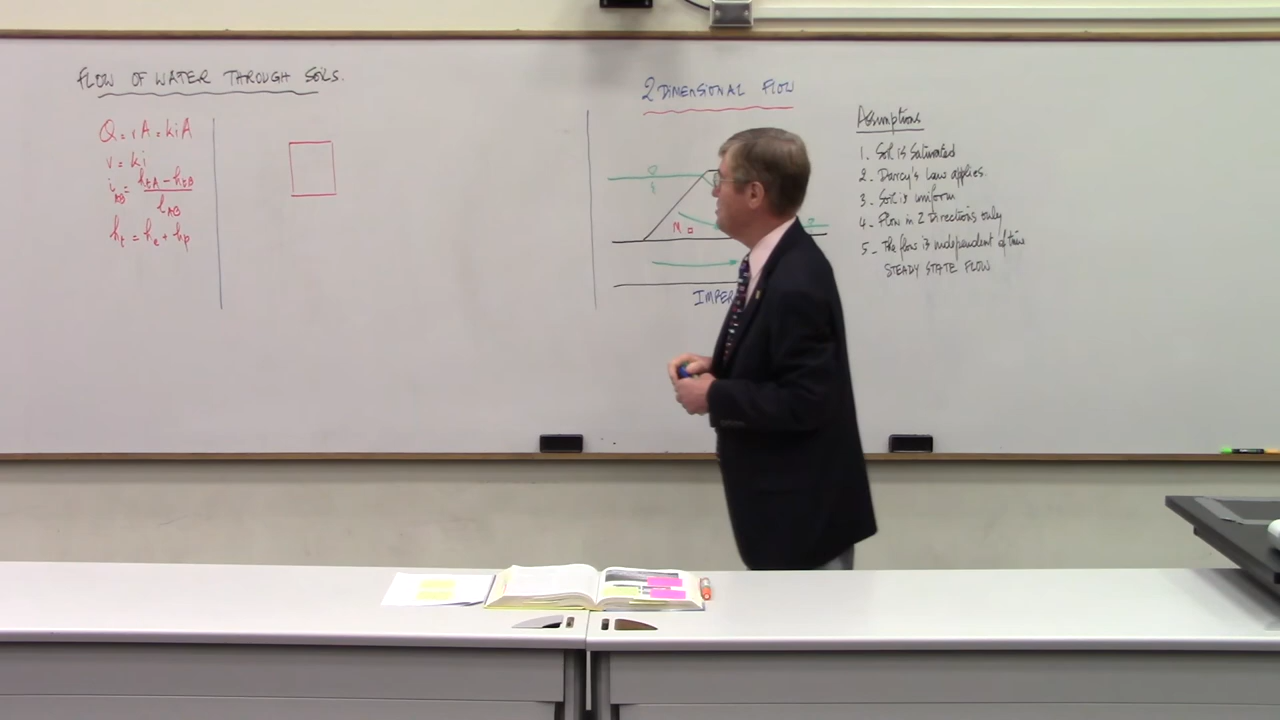 FLOW OF WATER THROUGH SOILS.
Q = vA = kiA
v = ki
i_AB = (h_tA - h_tB) / l_AB
h_t = h_e + h_p
2 DIMENSIONAL FLOW
M
IMPER
Assumptions
1. Soil is Saturated
2. Darcy's Law applies.
3. Soil is uniform
4. Flow in 2 Directions only
5. The flow is independent of time
STEADY STATE FLOW